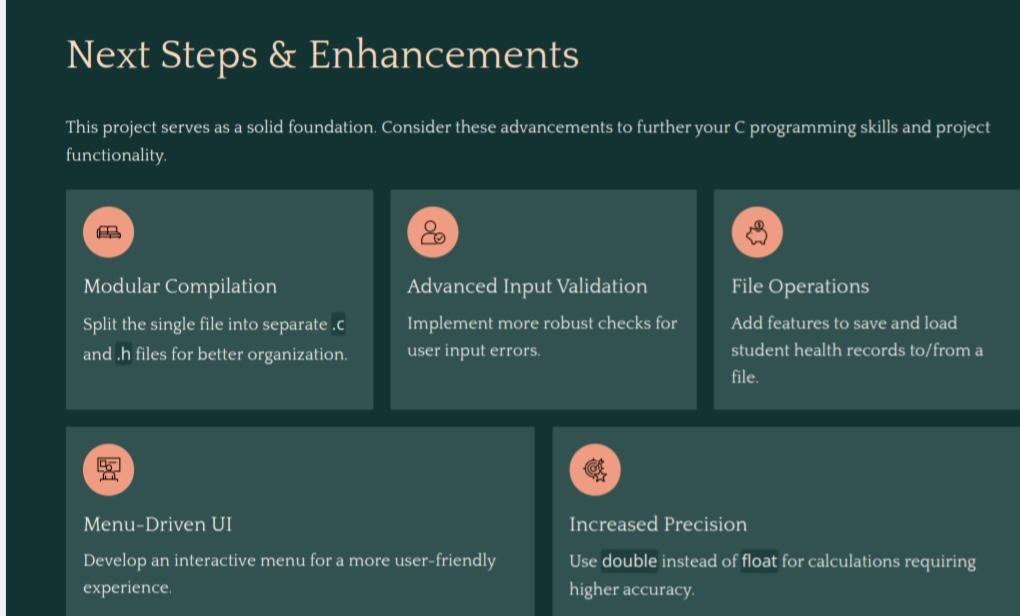 Next Steps & Enhancements
This project serves as a solid foundation. Consider these advancements to further your C programming skills and project
functionality.
Modular Compilation
Split the single file into separate .c
and .h files for better organization.
Advanced Input Validation
Implement more robust checks for
user input errors.
File Operations
Add features to save and load
student health records to/from a
file.
Menu-Driven UI
Develop an interactive menu for a more user-friendly
experience.
Increased Precision
Use double instead of float for calculations requiring
higher accuracy.